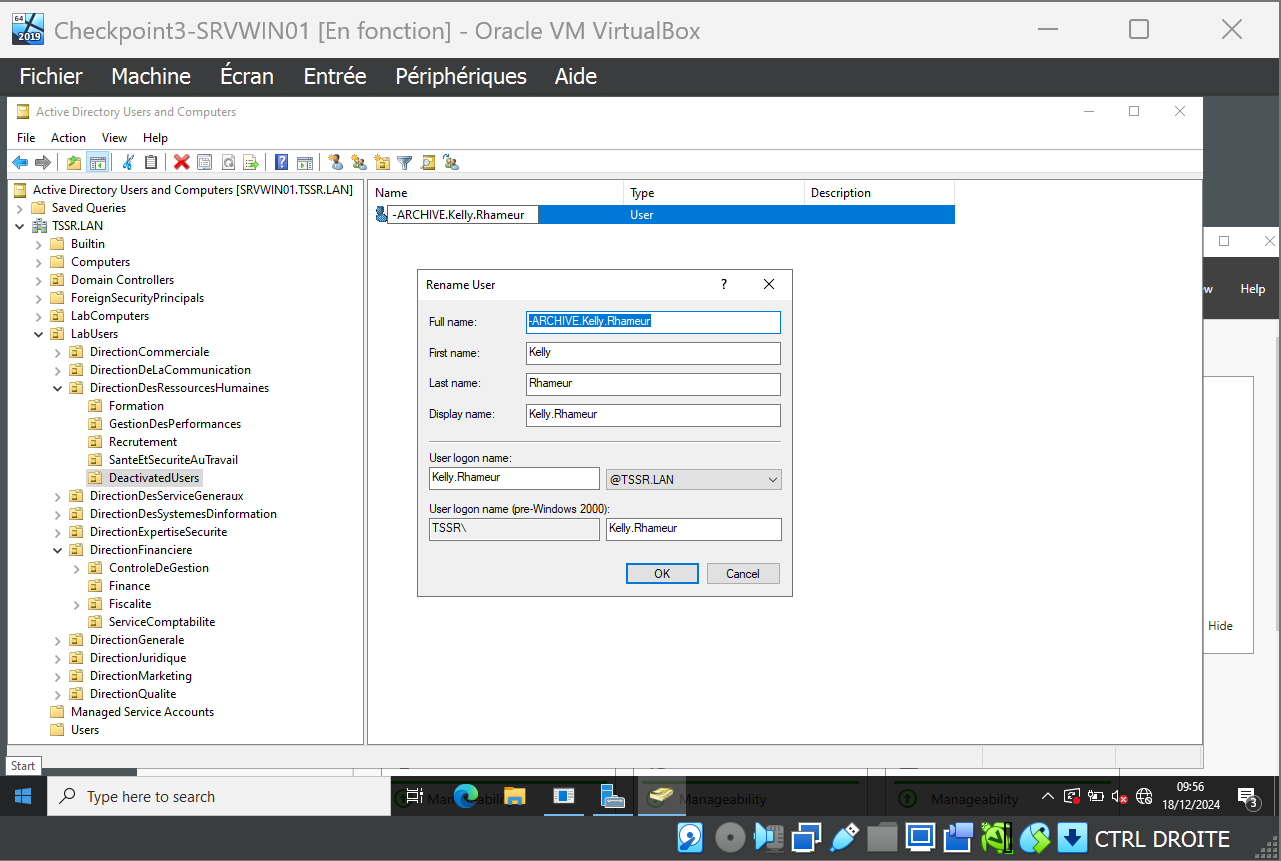 64
2019
Checkpoint3-SRVWIN01 [En fonction] - Oracle VM VirtualBox
Fichier Machine Écran Entrée Périphériques Aide
Active Directory Users and Computers
File Action View Help
Active Directory Users and Computers [SRVWIN01.TSSR.LAN]
Saved Queries
TSSR.LAN
Builtin
Computers
Domain Controllers
ForeignSecurityPrincipals
LabComputers
LabUsers
DirectionCommerciale
DirectionDeLaCommunication
DirectionDesRessourcesHumaines
Formation
GestionDesPerformances
Recrutement
SanteEtSecuriteAuTravail
DeactivatedUsers
DirectionDesServiceGeneraux
DirectionDesSystemesDinformation
DirectionExpertiseSecurite
DirectionFinanciere
ControleDeGestion
Finance
Fiscalite
ServiceComptabilite
DirectionGenerale
DirectionJuridique
DirectionMarketing
DirectionQualite
Managed Service Accounts
Users
Name Type Description
-ARCHIVE.Kelly.Rhameur User
Rename User
Full name: -ARCHIVE.Kelly.Rhameur
First name: Kelly
Last name: Rhameur
Display name: Kelly.Rhameur
User logon name:
Kelly.Rhameur @TSSR.LAN
User logon name (pre-Windows 2000):
TSSR\ Kelly.Rhameur
OK Cancel
Help
Hide
Start
Type here to search
Manageability
Manageability
09:56
18/12/2024
3
CTRL DROITE